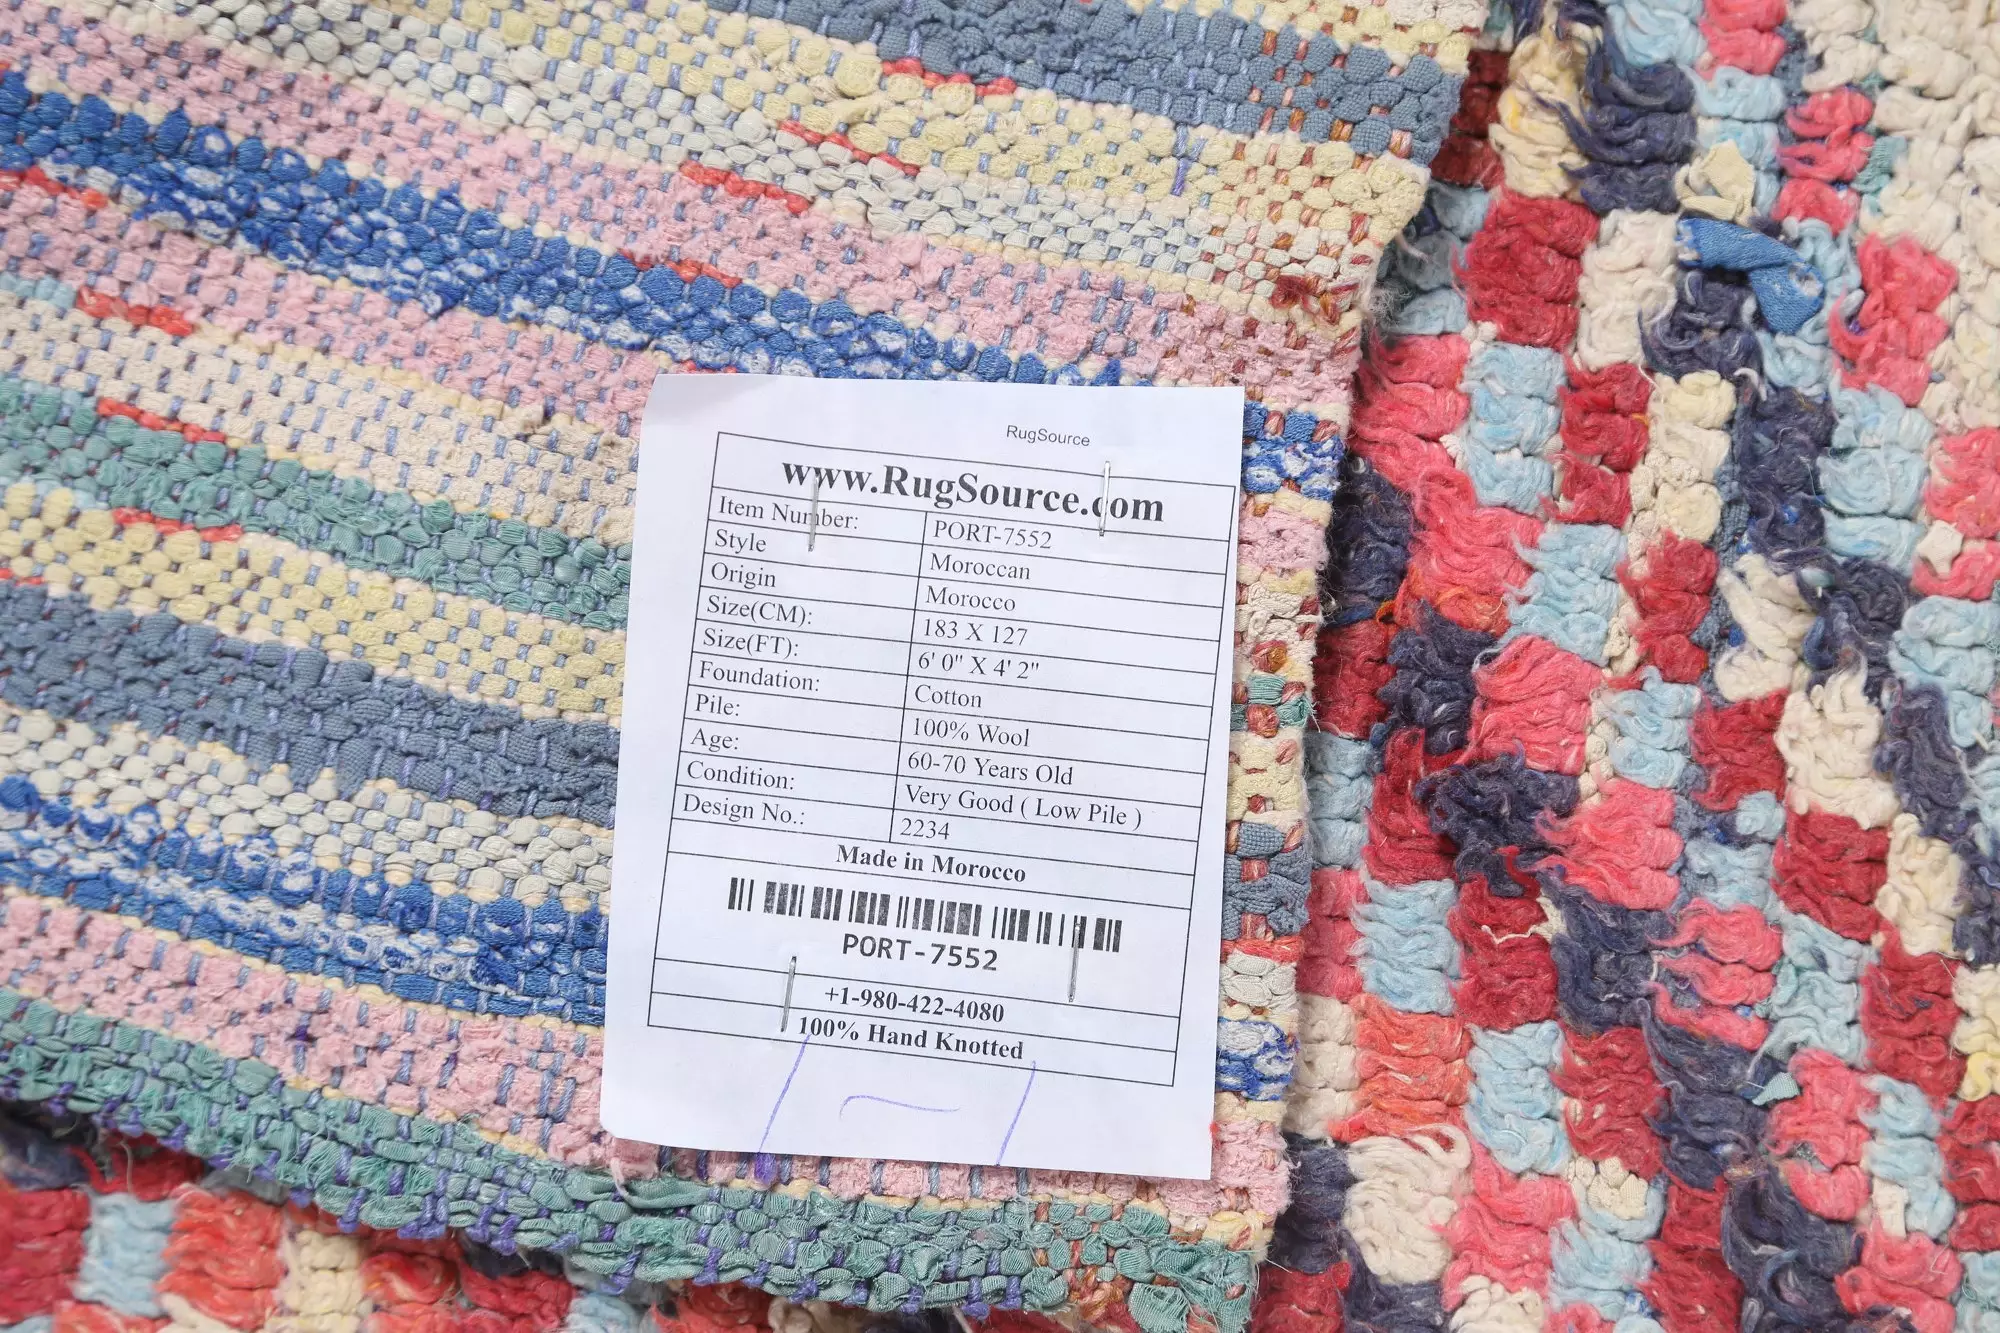 RugSource
www.RugSource.com
Item Number: PORT-7552
Style Moroccan
Origin Morocco
Size(CM): 183 X 127
Size(FT): 6' 0" X 4' 2"
Foundation: Cotton
Pile: 100% Wool
Age: 60-70 Years Old
Condition: Very Good ( Low Pile )
Design No.: 2234
Made in Morocco
PORT-7552
+1-980-422-4080
100% Hand Knotted